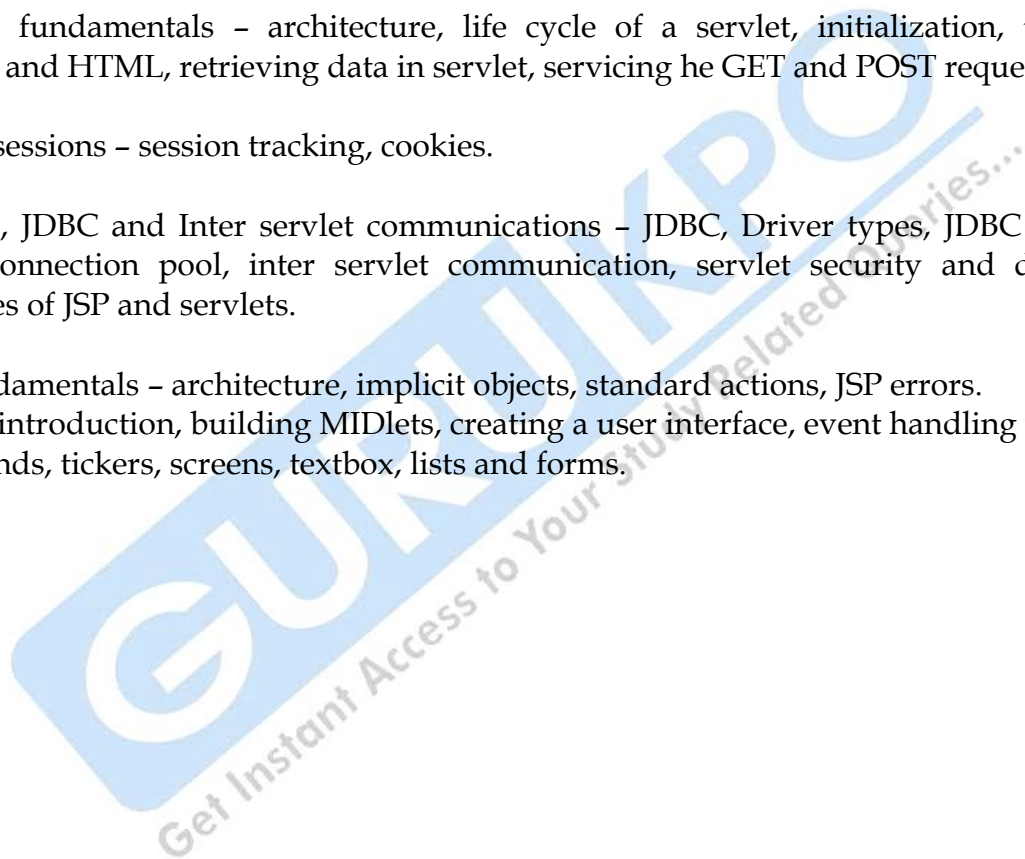 fundamentals – architecture, life cycle of a servlet, initialization,
and HTML, retrieving data in servlet, servicing he GET and POST reque
sessions – session tracking, cookies.
, JDBC and Inter servlet communications – JDBC, Driver types, JDBC
onnection pool, inter servlet communication, servlet security and d
es of JSP and servlets.
damentals – architecture, implicit objects, standard actions, JSP errors.
introduction, building MIDlets, creating a user interface, event handling
nds, tickers, screens, textbox, lists and forms.
GURUKPO
Get Instant Access to Your Study Related Queries...